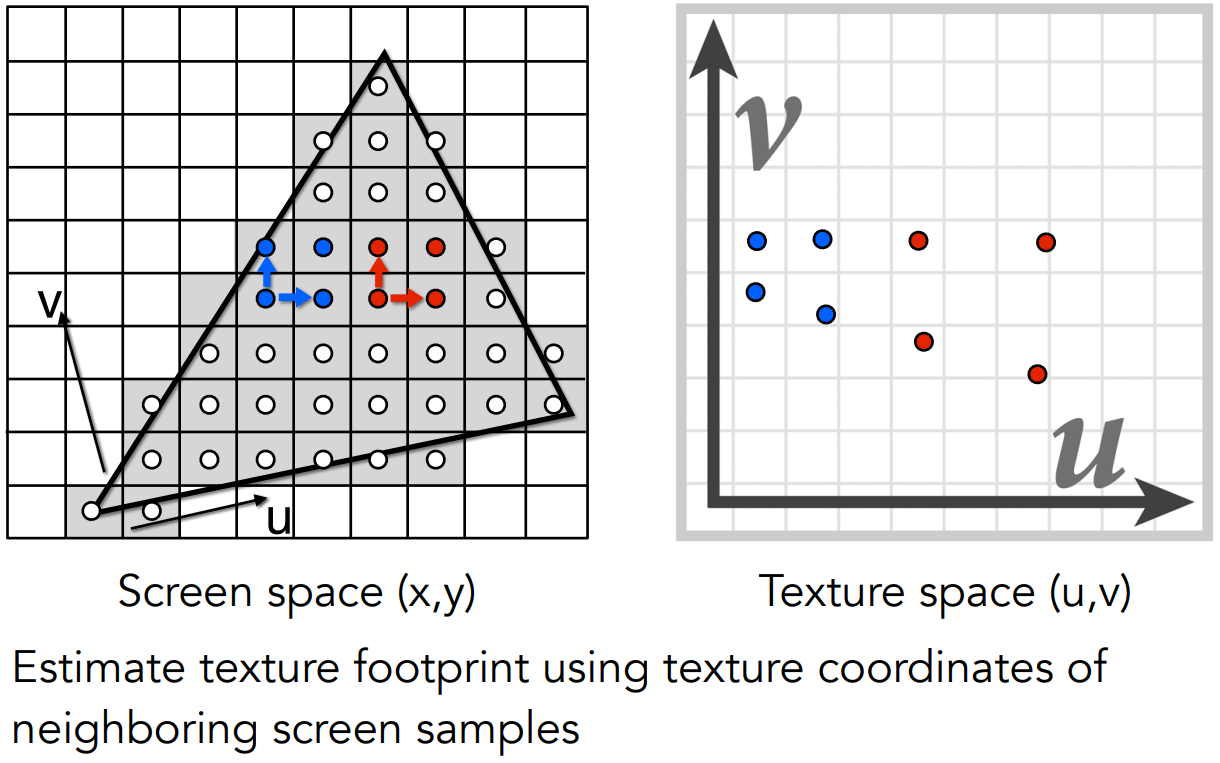 v
u
v
u
Screen space (x,y)
Texture space (u,v)
Estimate texture footprint using texture coordinates of
neighboring screen samples